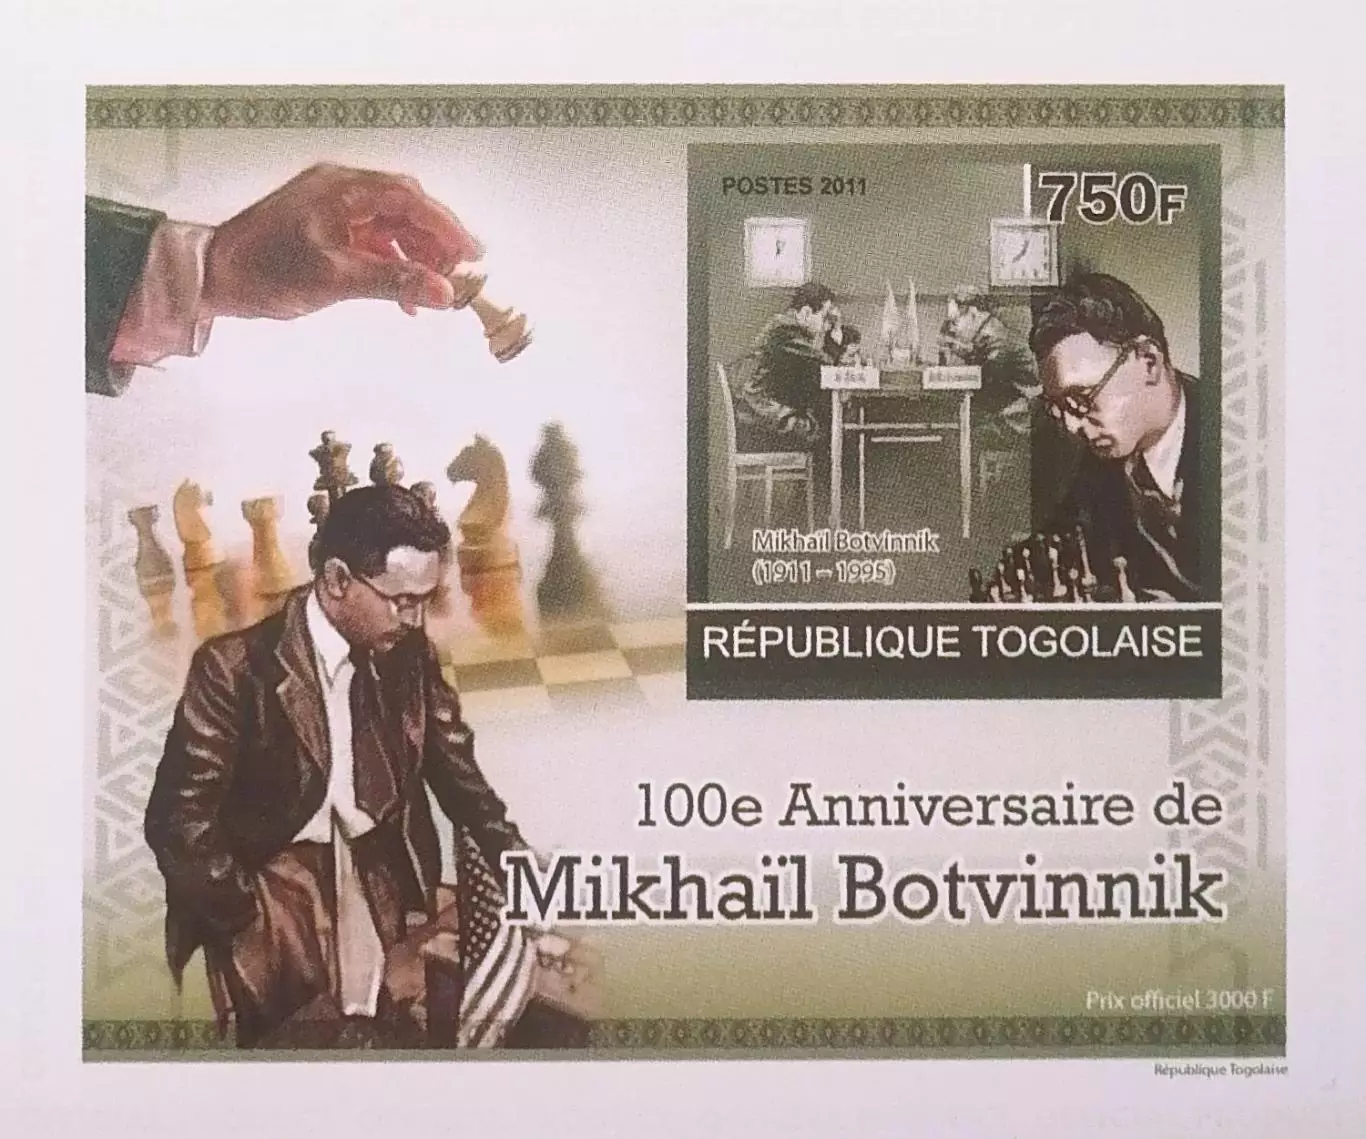 POSTES 2011
750F
Mikhaïl Botvinnik
(1911 – 1995)
RÉPUBLIQUE TOGOLAISE
100e Anniversaire de
Mikhaïl Botvinnik
Prix officiel 3000 F
République Togolaise